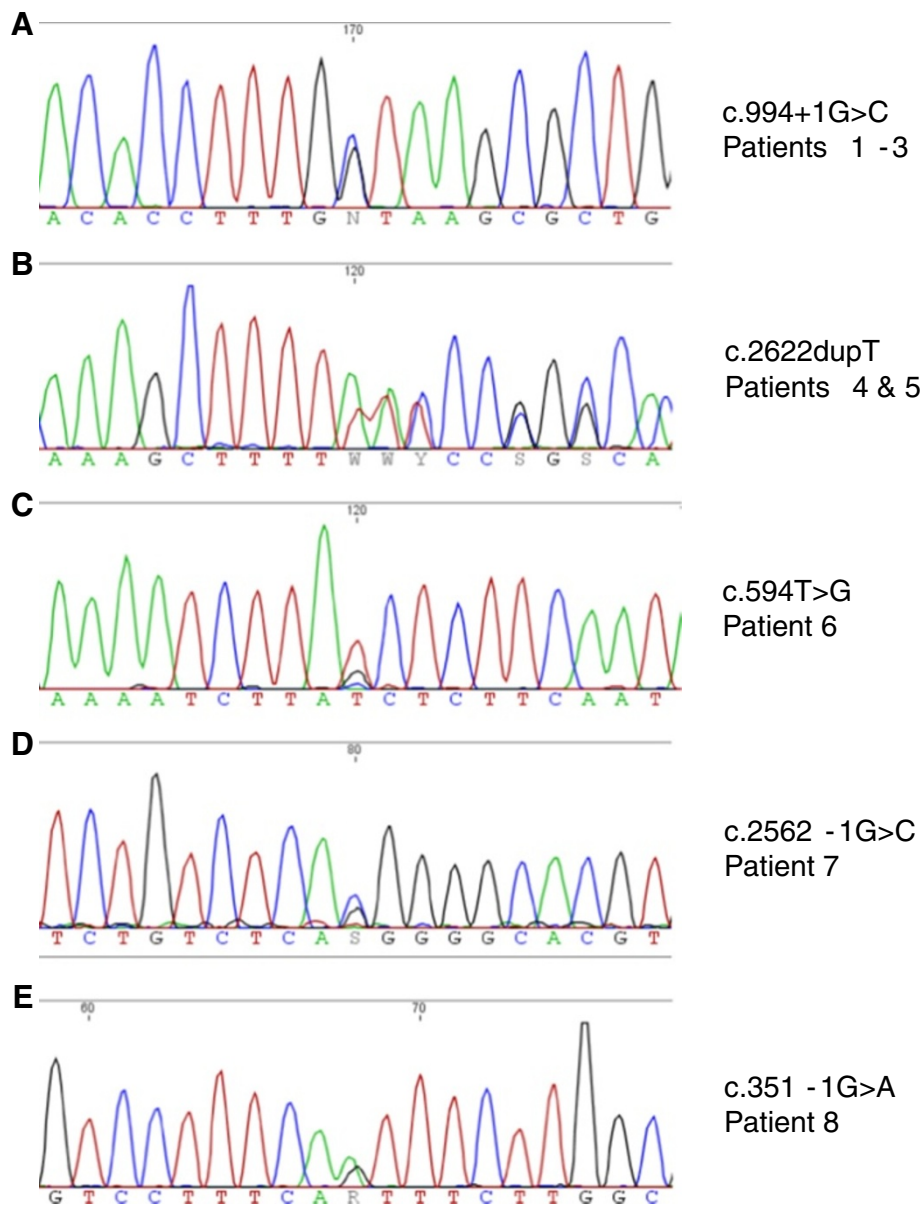 A
170
A C A C C T T T G N T A A G C G C T G
c.994+1G>C
Patients 1 -3
B
120
A A A G C T T T T W W Y C C S G S C A
c.2622dupT
Patients 4 & 5
C
120
A A A A T C T T A T C T C T T C A A T
c.594T>G
Patient 6
D
80
T C T G T C T C A S G G G G C A C G T
c.2562 -1G>C
Patient 7
E
60 70
G T C C T T T C A R T T T C T T G G C
c.351 -1G>A
Patient 8